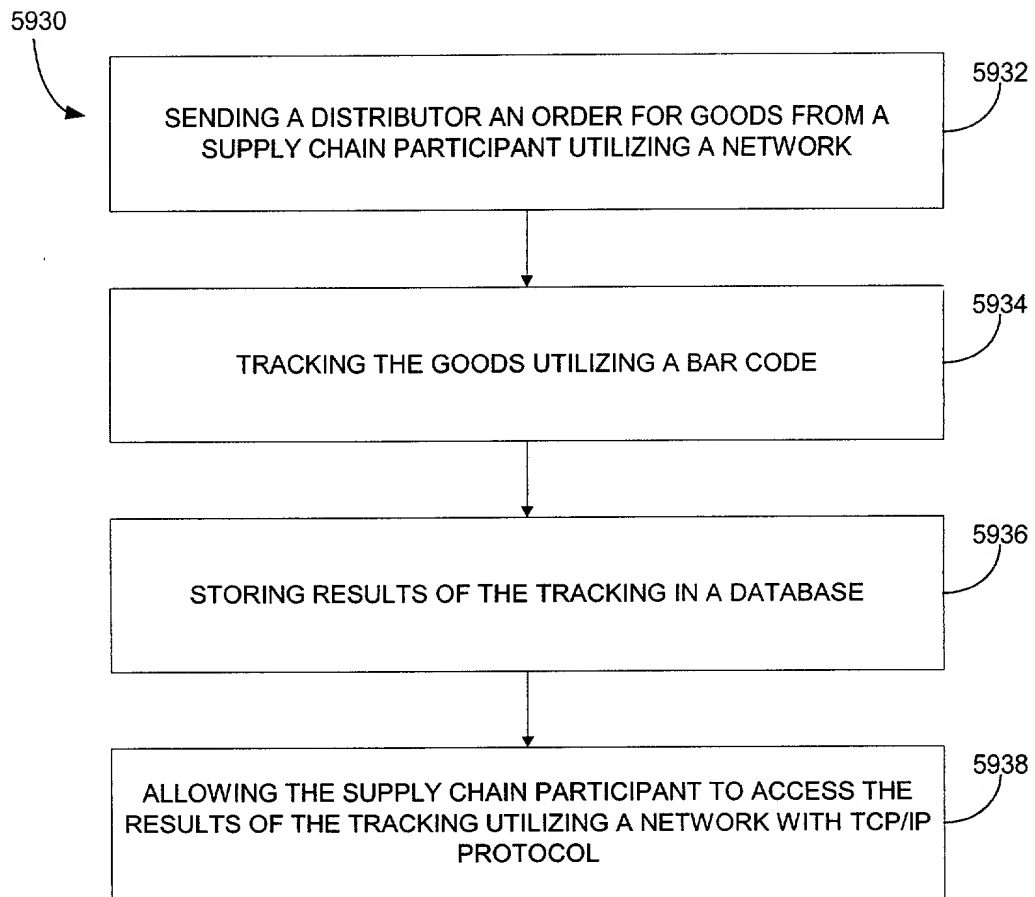 5930
5932
SENDING A DISTRIBUTOR AN ORDER FOR GOODS FROM A
SUPPLY CHAIN PARTICIPANT UTILIZING A NETWORK
5934
TRACKING THE GOODS UTILIZING A BAR CODE
5936
STORING RESULTS OF THE TRACKING IN A DATABASE
5938
ALLOWING THE SUPPLY CHAIN PARTICIPANT TO ACCESS THE
RESULTS OF THE TRACKING UTILIZING A NETWORK WITH TCP/IP
PROTOCOL